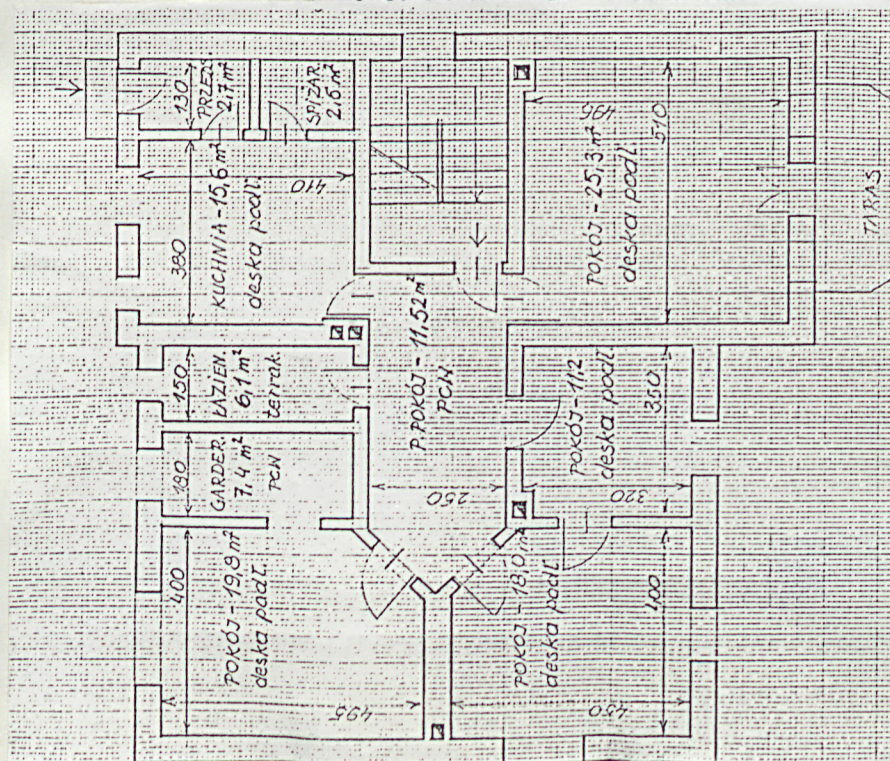 130
PRZEDS.
2.7 m²
SPIŻAR.
2.6 m²
410
KUCHNIA-15,6 m²
deska podł.
380
495
510
POKÓJ-25,3 m²
deska podł.
TARAS
P.POKÓJ-11,52 m²
PCW
250
150
ŁAZIEN.
6,1 m²
terrak.
180
GARDER.
7,4 m²
PCW
POKÓJ-11,2
deska podł.
350
320
400
POKÓJ-19,8 m²
deska podł.
495
POKÓJ-18,0 m²
deska podł.
400
450